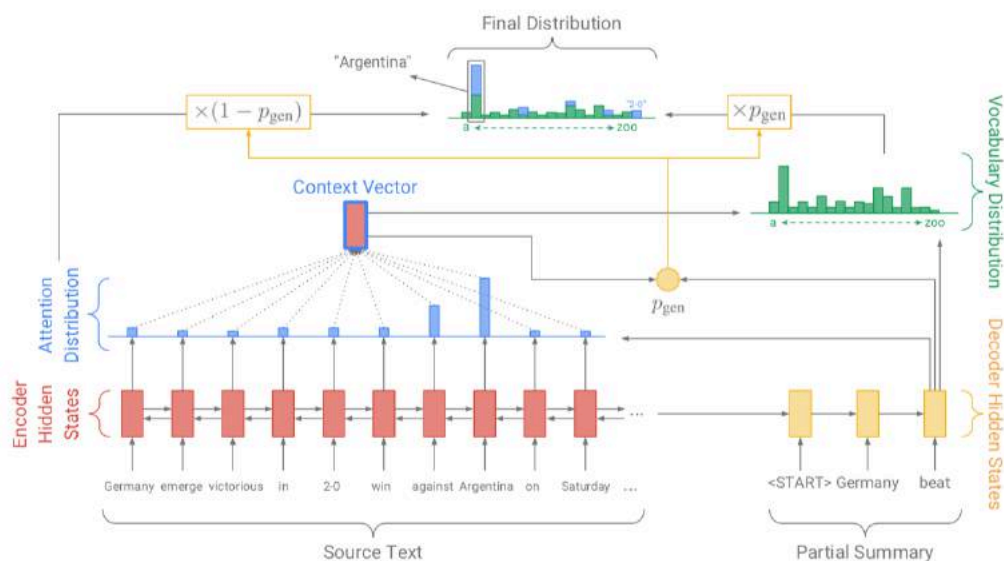 Final Distribution
"Argentina"
×(1 − p_gen)
"2-0"
×p_gen
a
zoo
Context Vector
Vocabulary Distribution
a
zoo
Attention
Distribution
p_gen
Encoder
Hidden
States
...
Decoder Hidden States
Germany emerge victorious in 2-0 win against Argentina on Saturday ...
<START> Germany beat
Source Text
Partial Summary